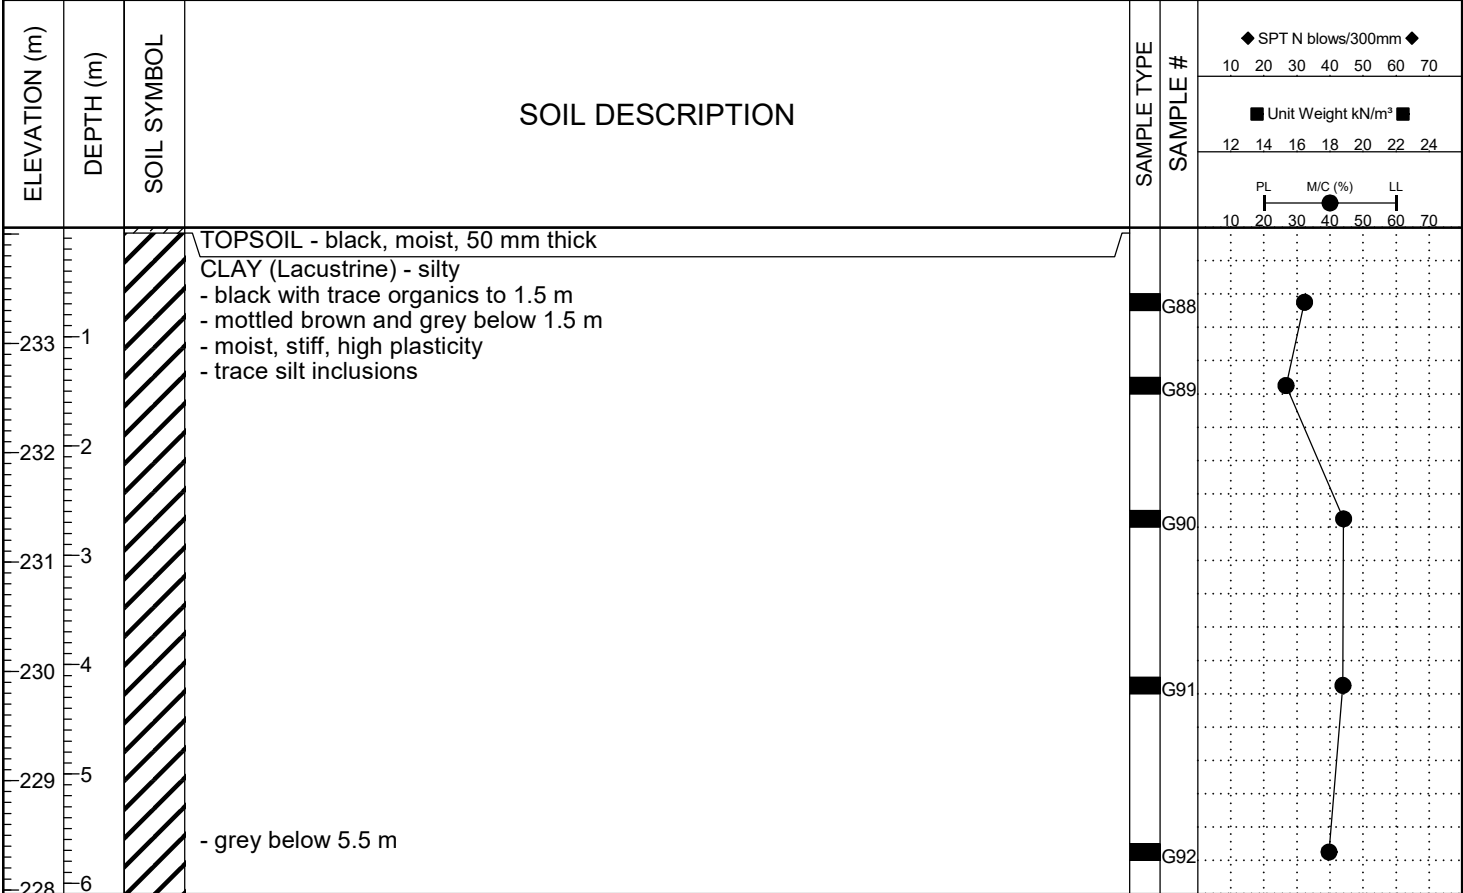 ELEVATION (m)
DEPTH (m)
SOIL SYMBOL
SOIL DESCRIPTION
SAMPLE TYPE
SAMPLE #
◆ SPT N blows/300mm ◆
10 20 30 40 50 60 70
■ Unit Weight kN/m³ ■
12 14 16 18 20 22 24
PL M/C (%) LL
10 20 30 40 50 60 70
TOPSOIL - black, moist, 50 mm thick
CLAY (Lacustrine) - silty
- black with trace organics to 1.5 m
- mottled brown and grey below 1.5 m
- moist, stiff, high plasticity
- trace silt inclusions
G88
233
1
G89
232
2
G90
231
3
230
4
G91
229
5
- grey below 5.5 m
G92
228
6